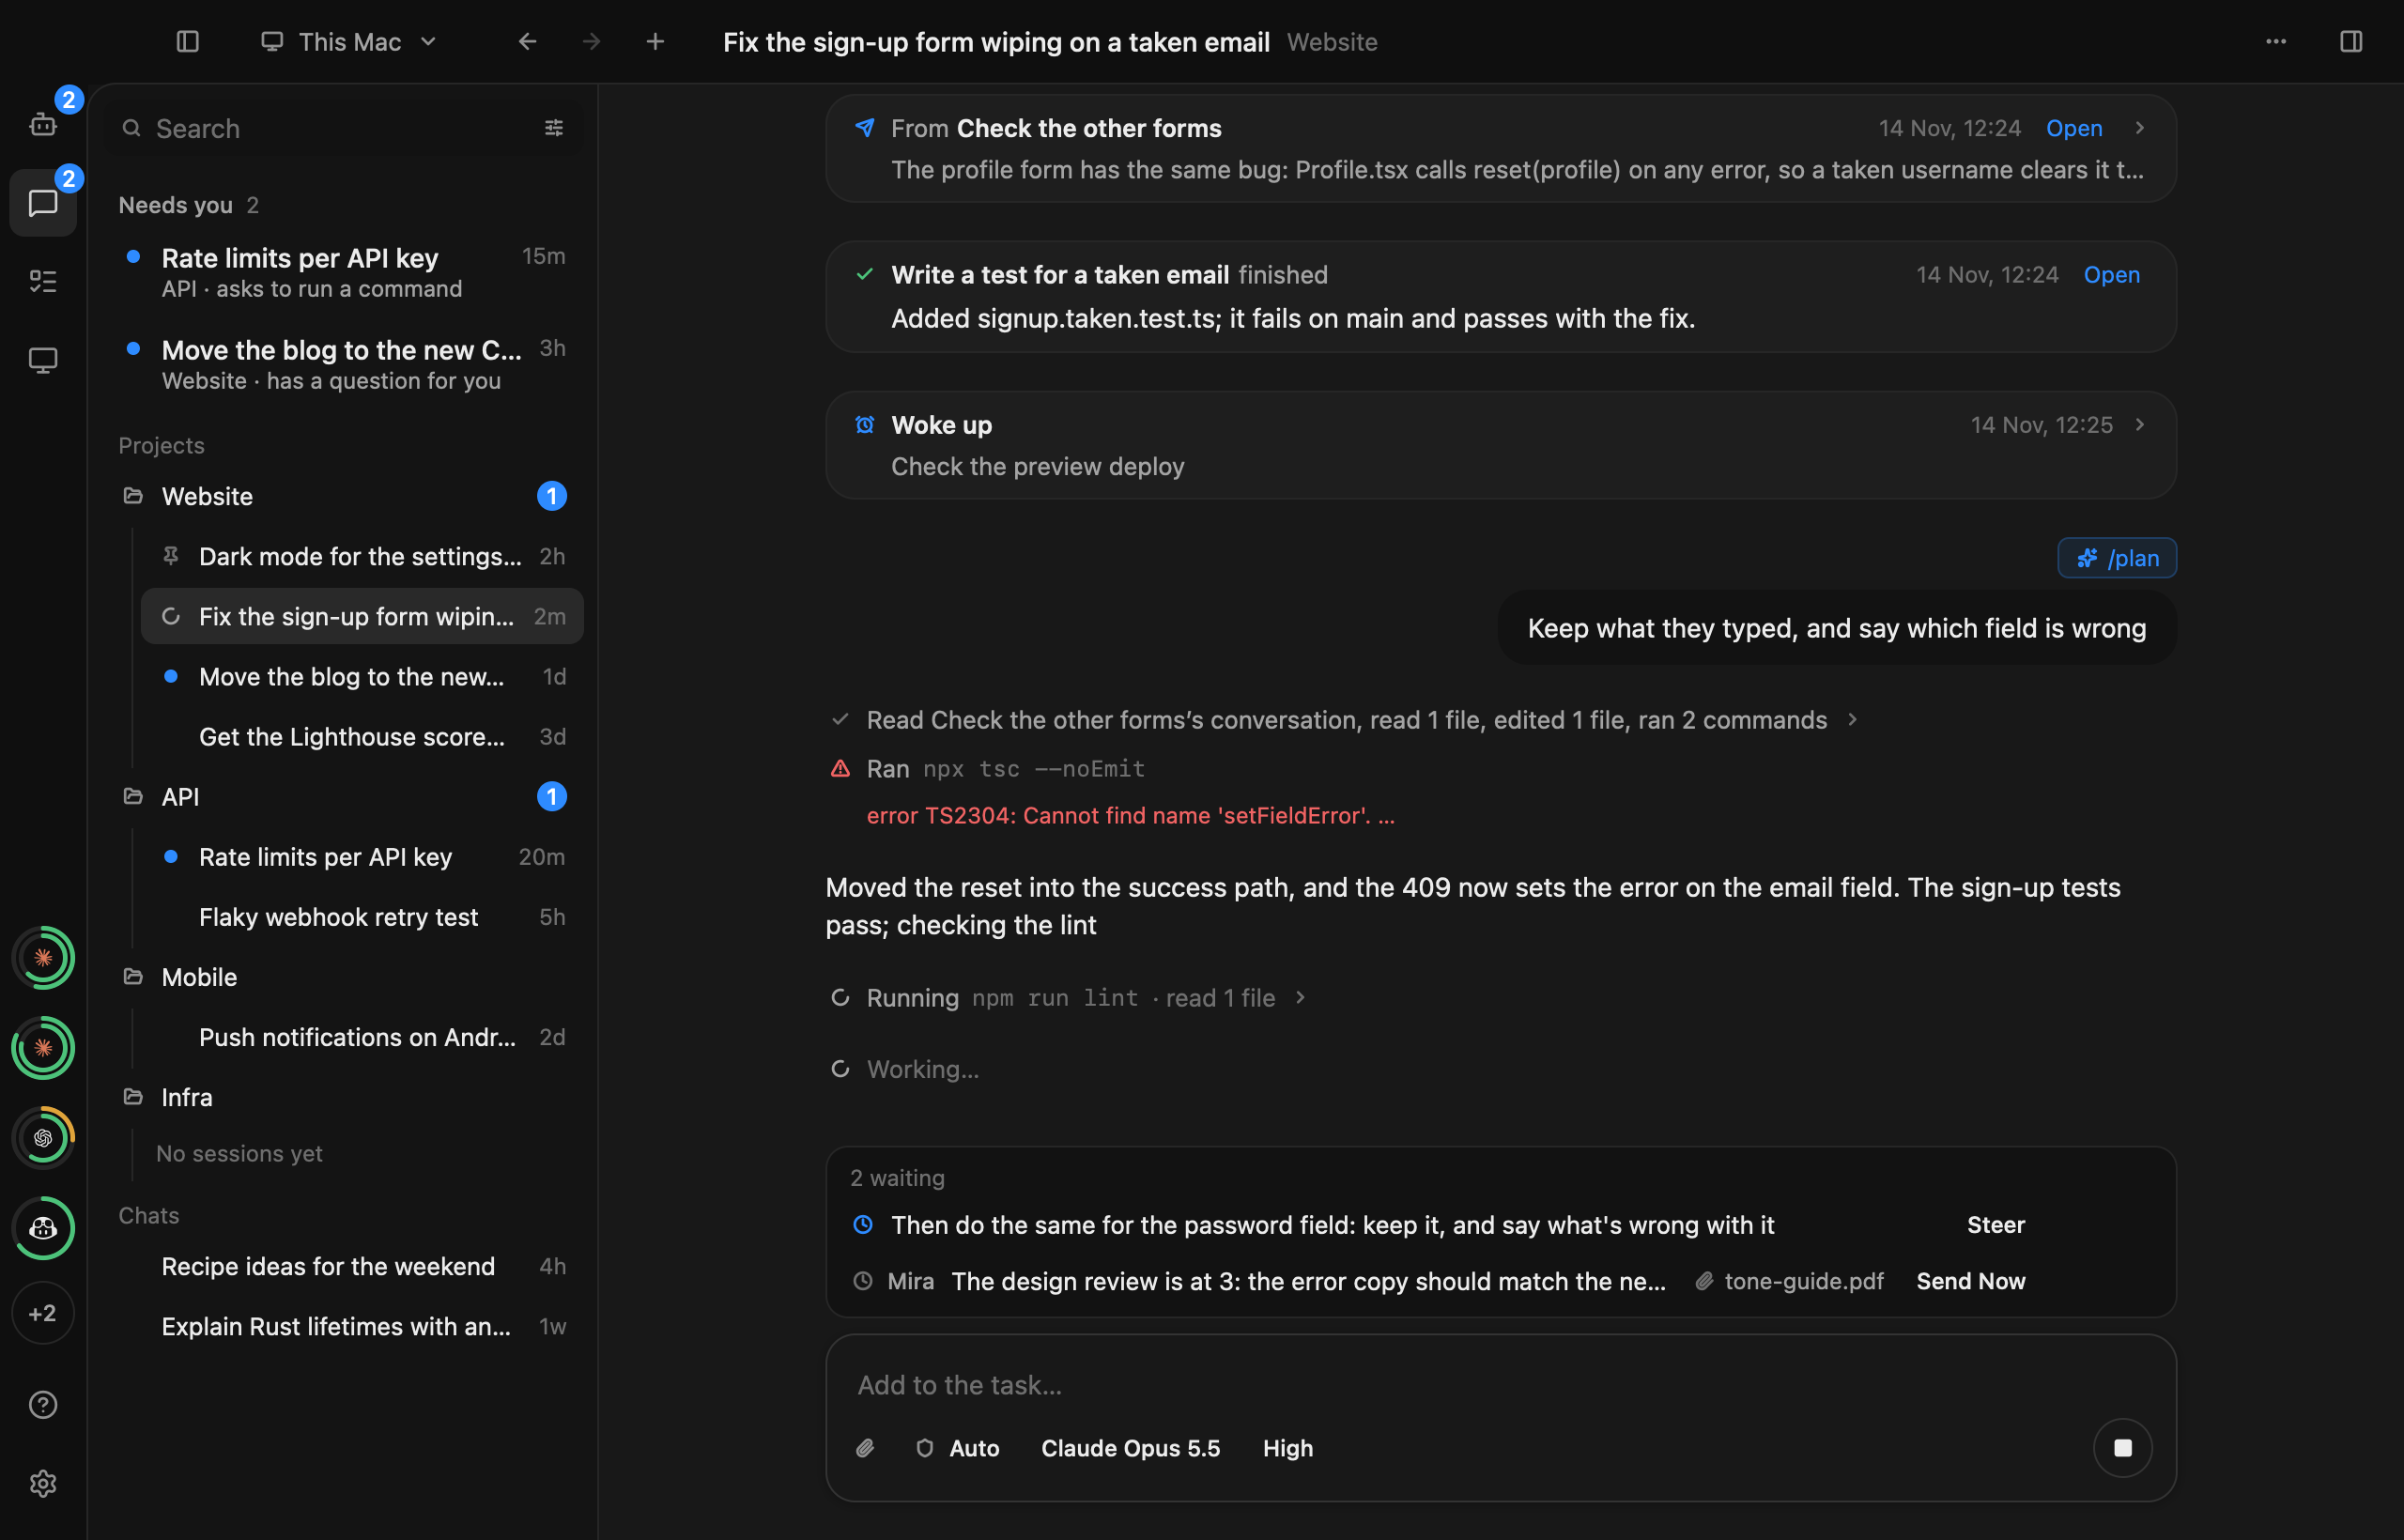 This Mac
Fix the sign-up form wiping on a taken email Website
2
2
Search
Needs you 2
Rate limits per API key 15m
API · asks to run a command
Move the blog to the new C... 3h
Website · has a question for you
Projects
Website 1
Dark mode for the settings... 2h
Fix the sign-up form wipin... 2m
Move the blog to the new... 1d
Get the Lighthouse score... 3d
API 1
Rate limits per API key 20m
Flaky webhook retry test 5h
Mobile
Push notifications on Andr... 2d
Infra
No sessions yet
Chats
Recipe ideas for the weekend 4h
Explain Rust lifetimes with an... 1w
+2
From Check the other forms 14 Nov, 12:24 Open
The profile form has the same bug: Profile.tsx calls reset(profile) on any error, so a taken username clears it t...
Write a test for a taken email finished 14 Nov, 12:24 Open
Added signup.taken.test.ts; it fails on main and passes with the fix.
Woke up 14 Nov, 12:25
Check the preview deploy
/plan
Keep what they typed, and say which field is wrong
Read Check the other forms’s conversation, read 1 file, edited 1 file, ran 2 commands
Ran npx tsc --noEmit
error TS2304: Cannot find name 'setFieldError'. ...
Moved the reset into the success path, and the 409 now sets the error on the email field. The sign-up tests
pass; checking the lint
Running npm run lint · read 1 file
Working...
2 waiting
Then do the same for the password field: keep it, and say what's wrong with it Steer
Mira The design review is at 3: the error copy should match the ne... tone-guide.pdf Send Now
Add to the task...
Auto Claude Opus 5.5 High